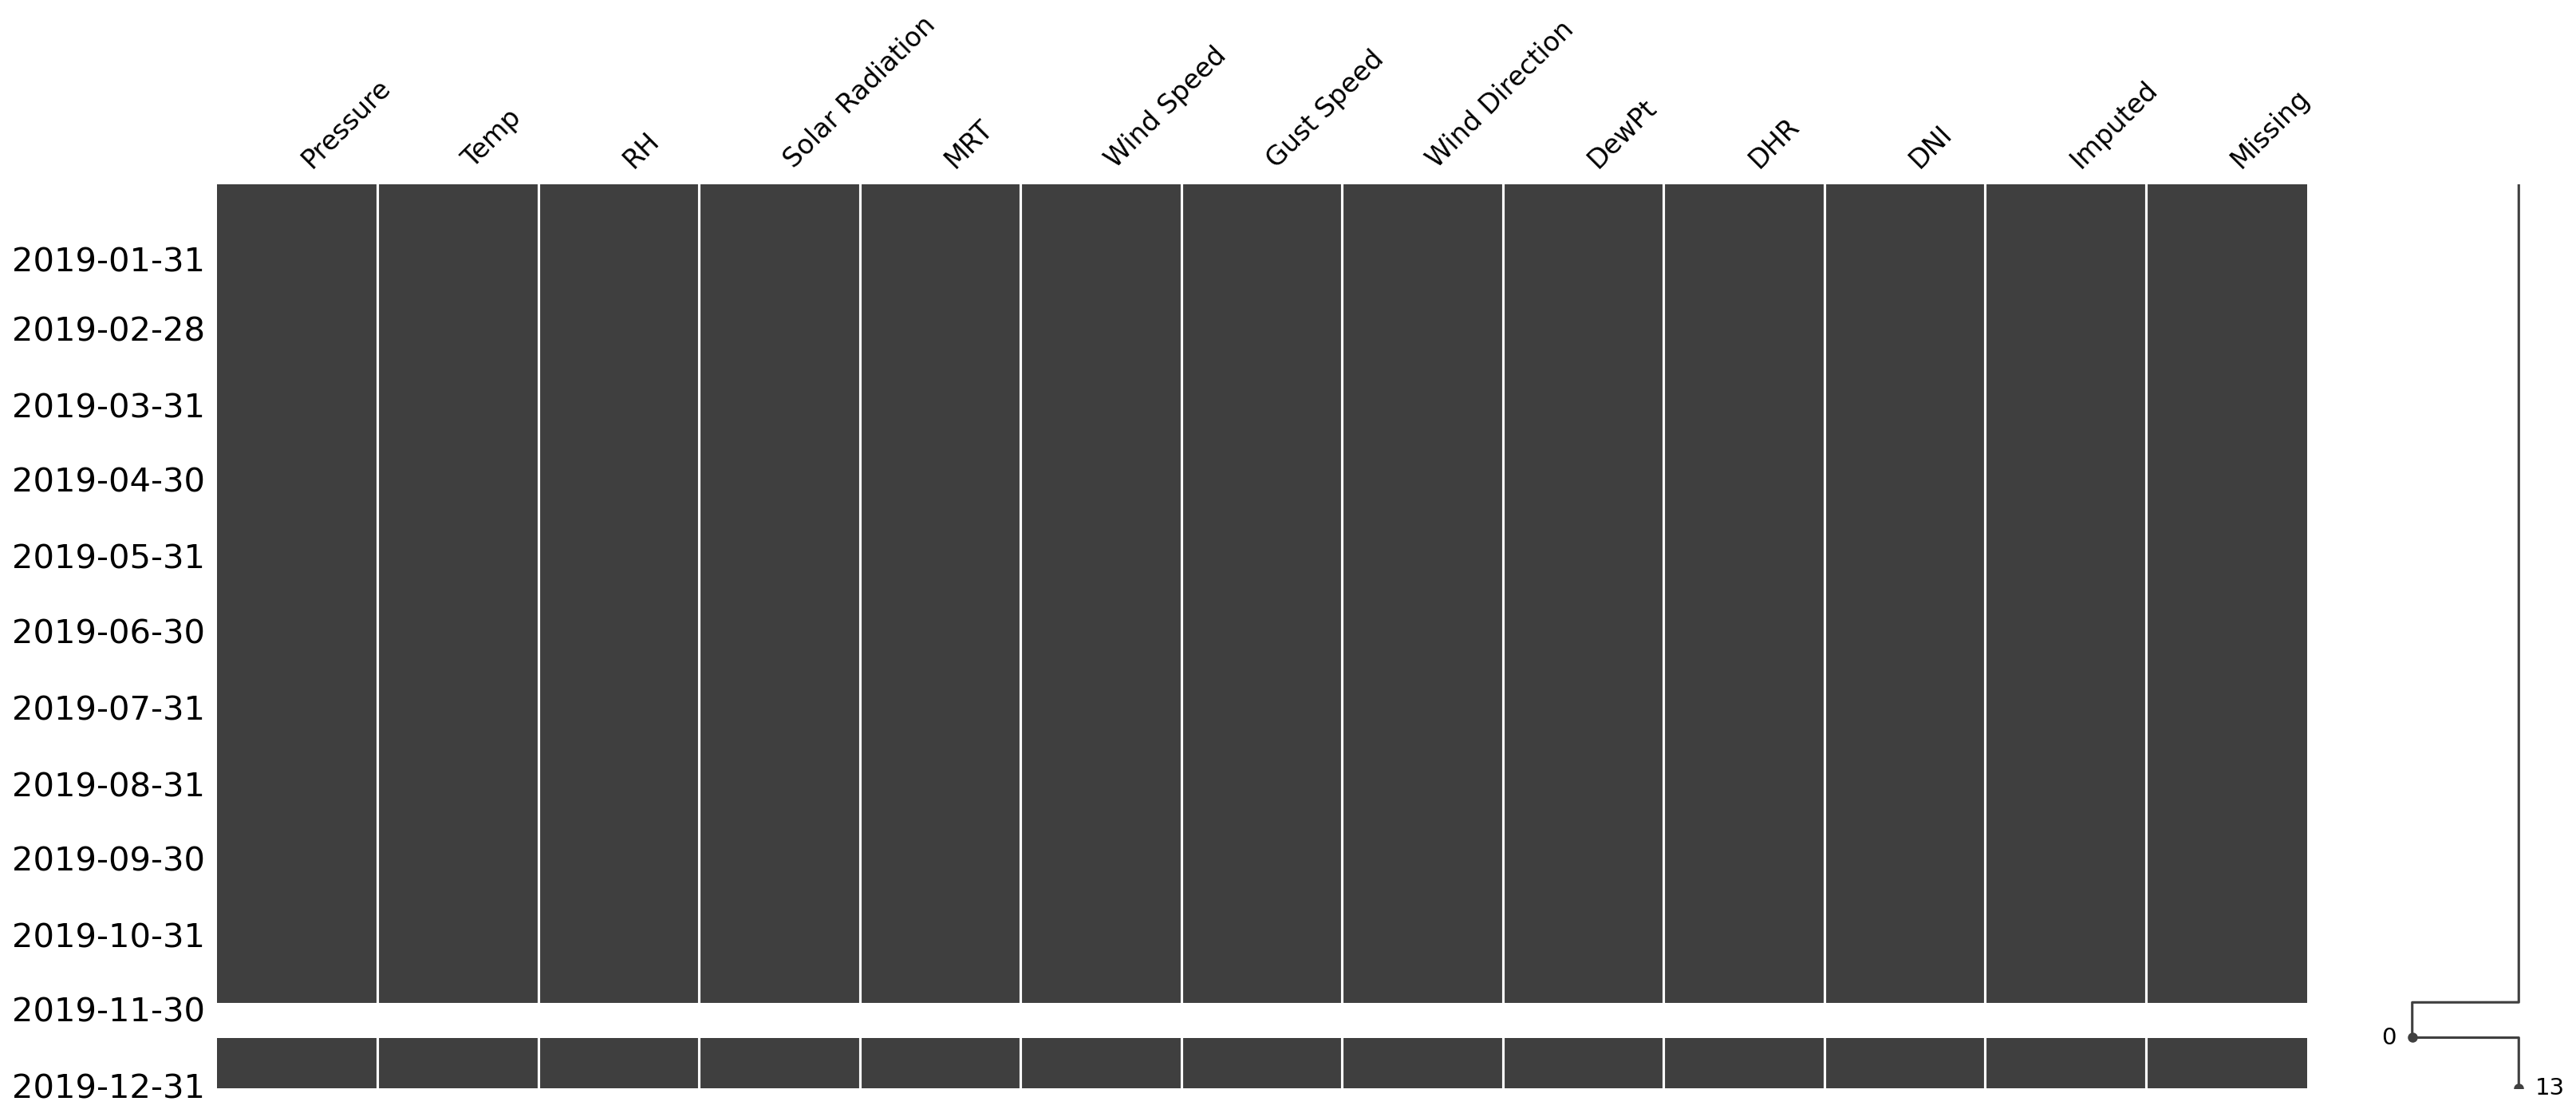 Pressure
Temp
RH
Solar Radiation
MRT
Wind Speed
Gust Speed
Wind Direction
DewPt
DHR
DNI
Imputed
Missing
2019-01-31
2019-02-28
2019-03-31
2019-04-30
2019-05-31
2019-06-30
2019-07-31
2019-08-31
2019-09-30
2019-10-31
2019-11-30
0
2019-12-31
13